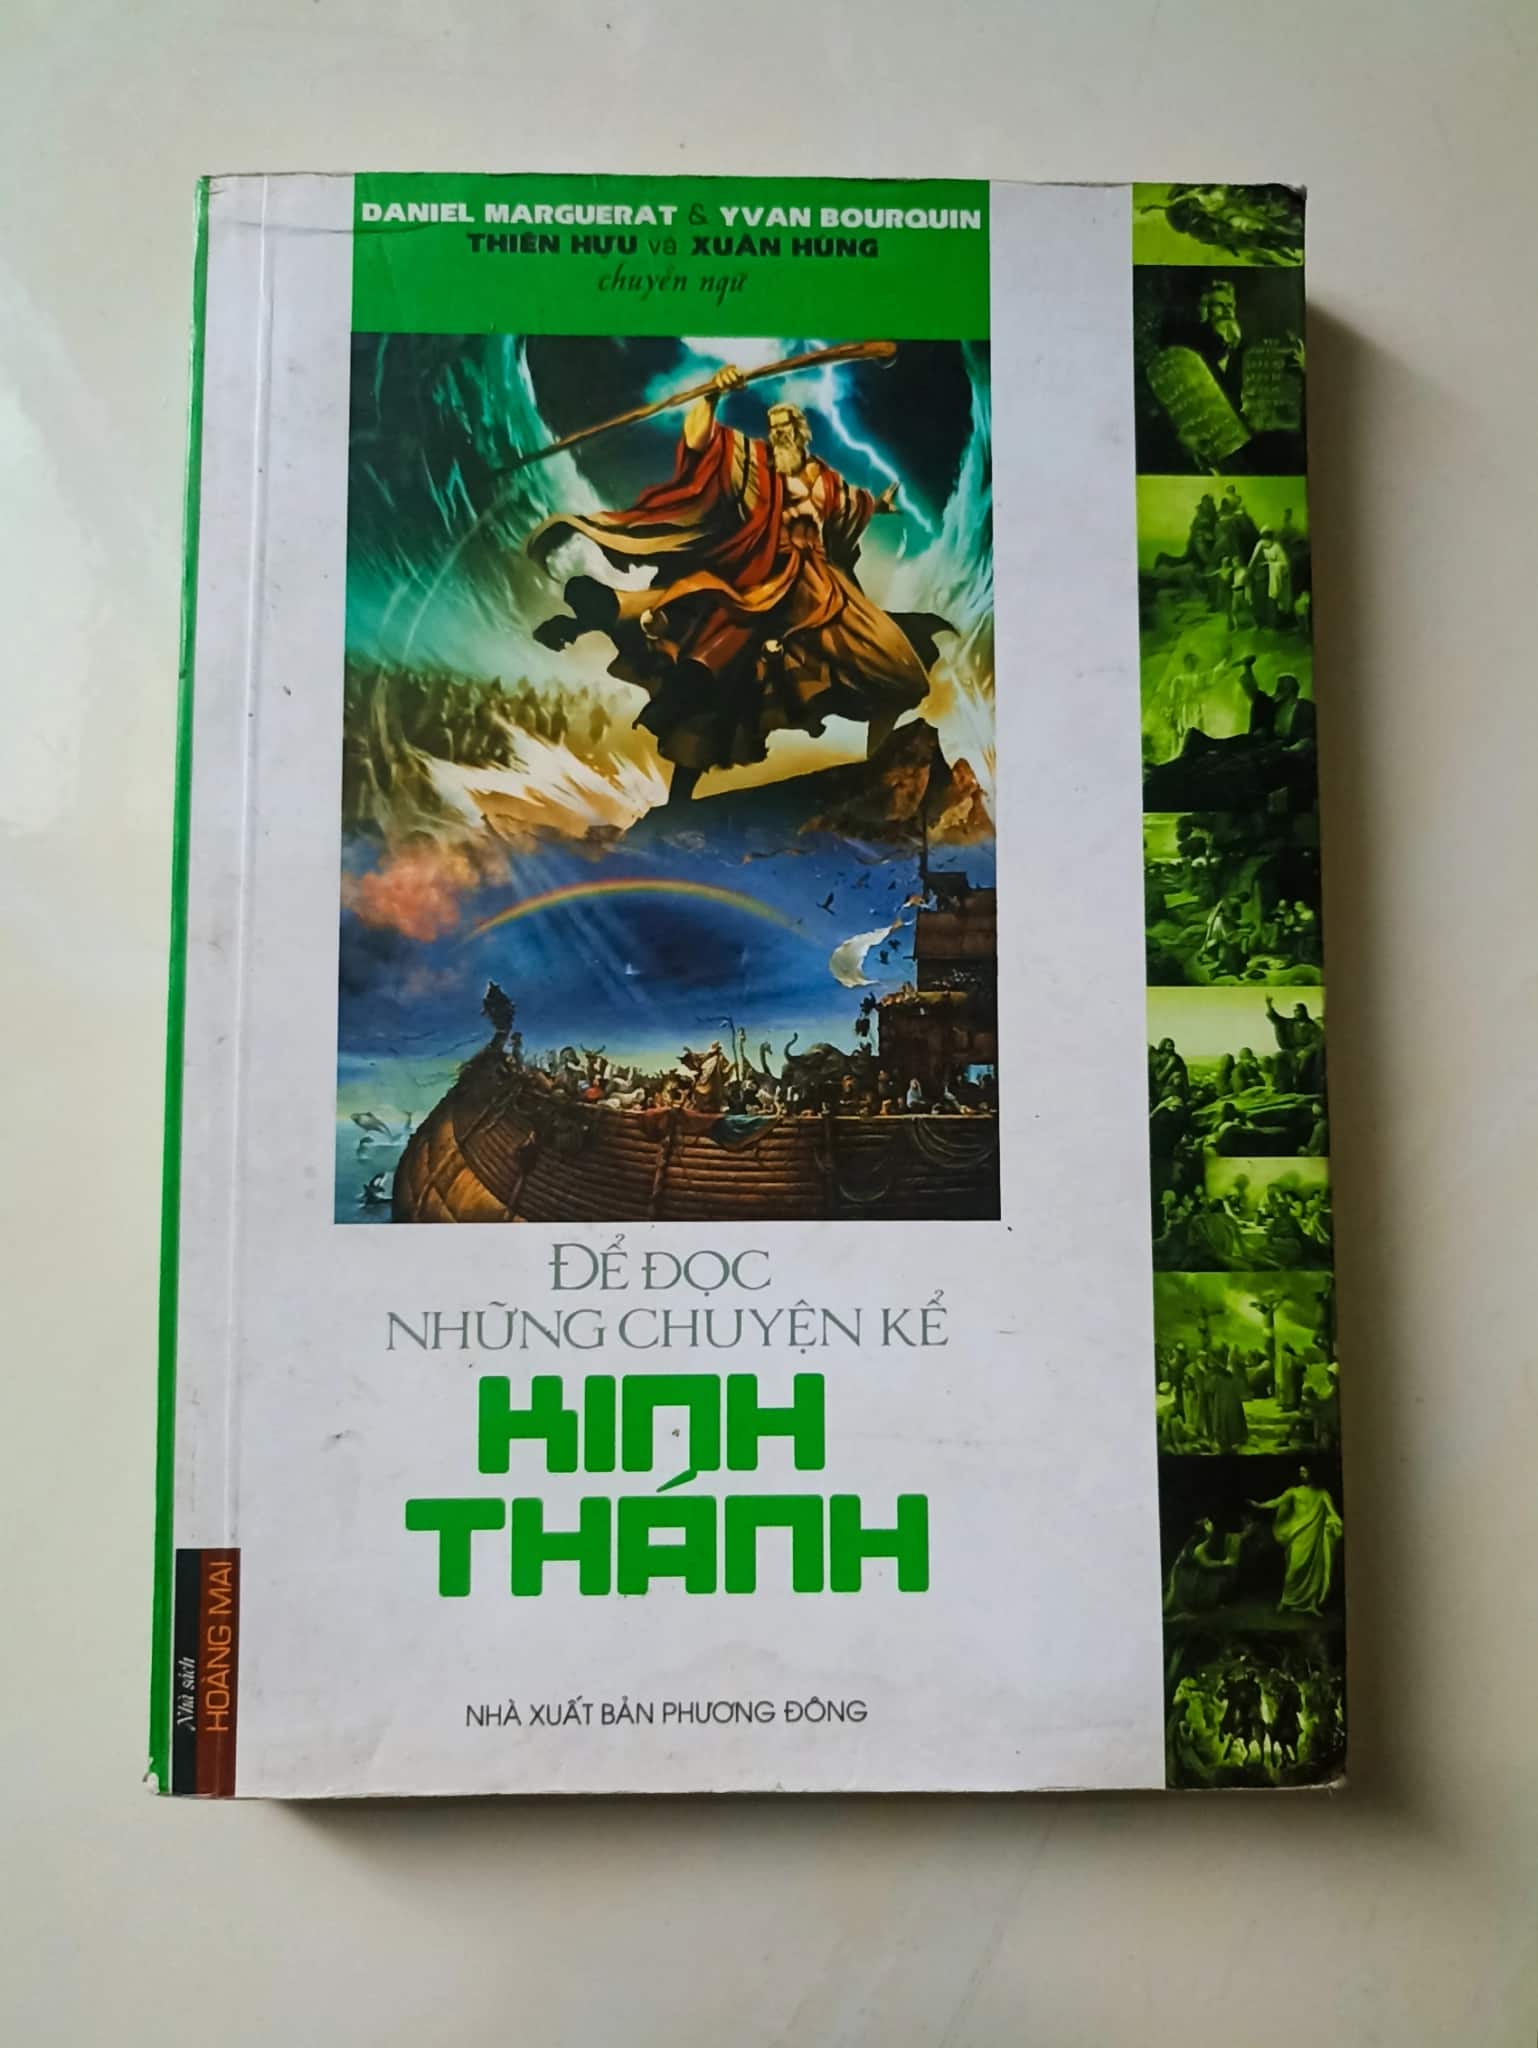 DANIEL MARGUERAT & YVAN BOURQUIN
THIÊN HỰU và XUÂN HÙNG
chuyển ngữ
ĐỂ ĐỌC
NHỮNG CHUYỆN KỂ
KINH
THÁNH
NHÀ XUẤT BẢN PHƯƠNG ĐÔNG
Nhà sách
HOÀNG MAI